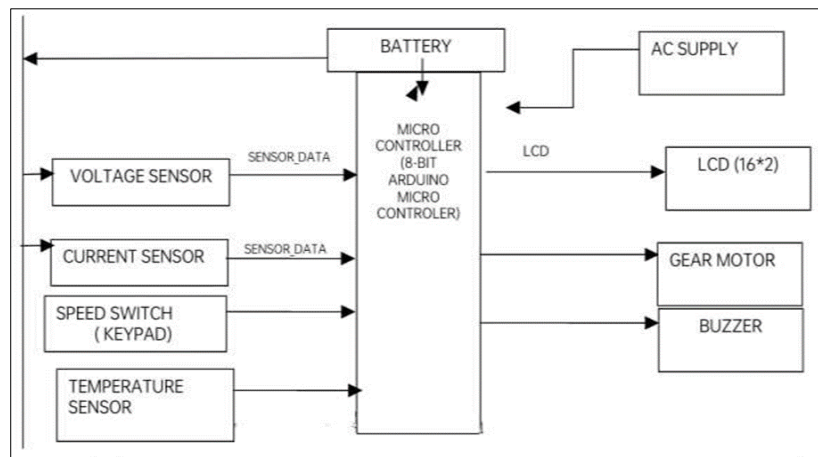 BATTERY
AC SUPPLY
MICRO
CONTROLLER
(8-BIT
ARDUINO
MICRO
CONTROLER)
SENSOR_DATA
VOLTAGE SENSOR
LCD
LCD (16*2)
SENSOR_DATA
CURRENT SENSOR
GEAR MOTOR
SPEED SWITCH
( KEYPAD)
BUZZER
TEMPERATURE
SENSOR